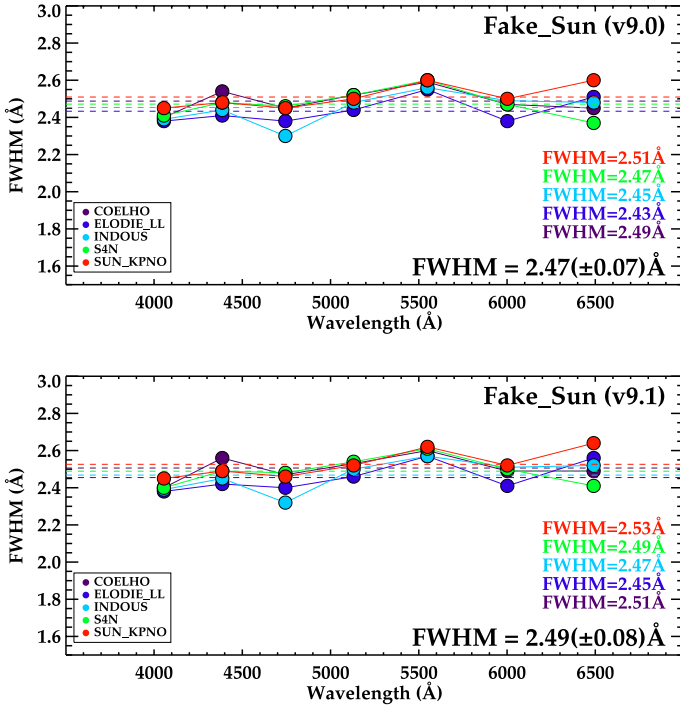 Fake_Sun (v9.0)
3.0
2.8
2.6
2.4
2.2
2.0
1.8
1.6
FWHM (Å)
FWHM=2.51Å
FWHM=2.47Å
FWHM=2.45Å
FWHM=2.43Å
FWHM=2.49Å
COELHO
ELODIE_LL
INDOUS
S4N
SUN_KPNO
FWHM = 2.47(±0.07)Å
4000 4500 5000 5500 6000 6500
Wavelength (Å)
Fake_Sun (v9.1)
3.0
2.8
2.6
2.4
2.2
2.0
1.8
1.6
FWHM (Å)
FWHM=2.53Å
FWHM=2.49Å
FWHM=2.47Å
FWHM=2.45Å
FWHM=2.51Å
COELHO
ELODIE_LL
INDOUS
S4N
SUN_KPNO
FWHM = 2.49(±0.08)Å
4000 4500 5000 5500 6000 6500
Wavelength (Å)